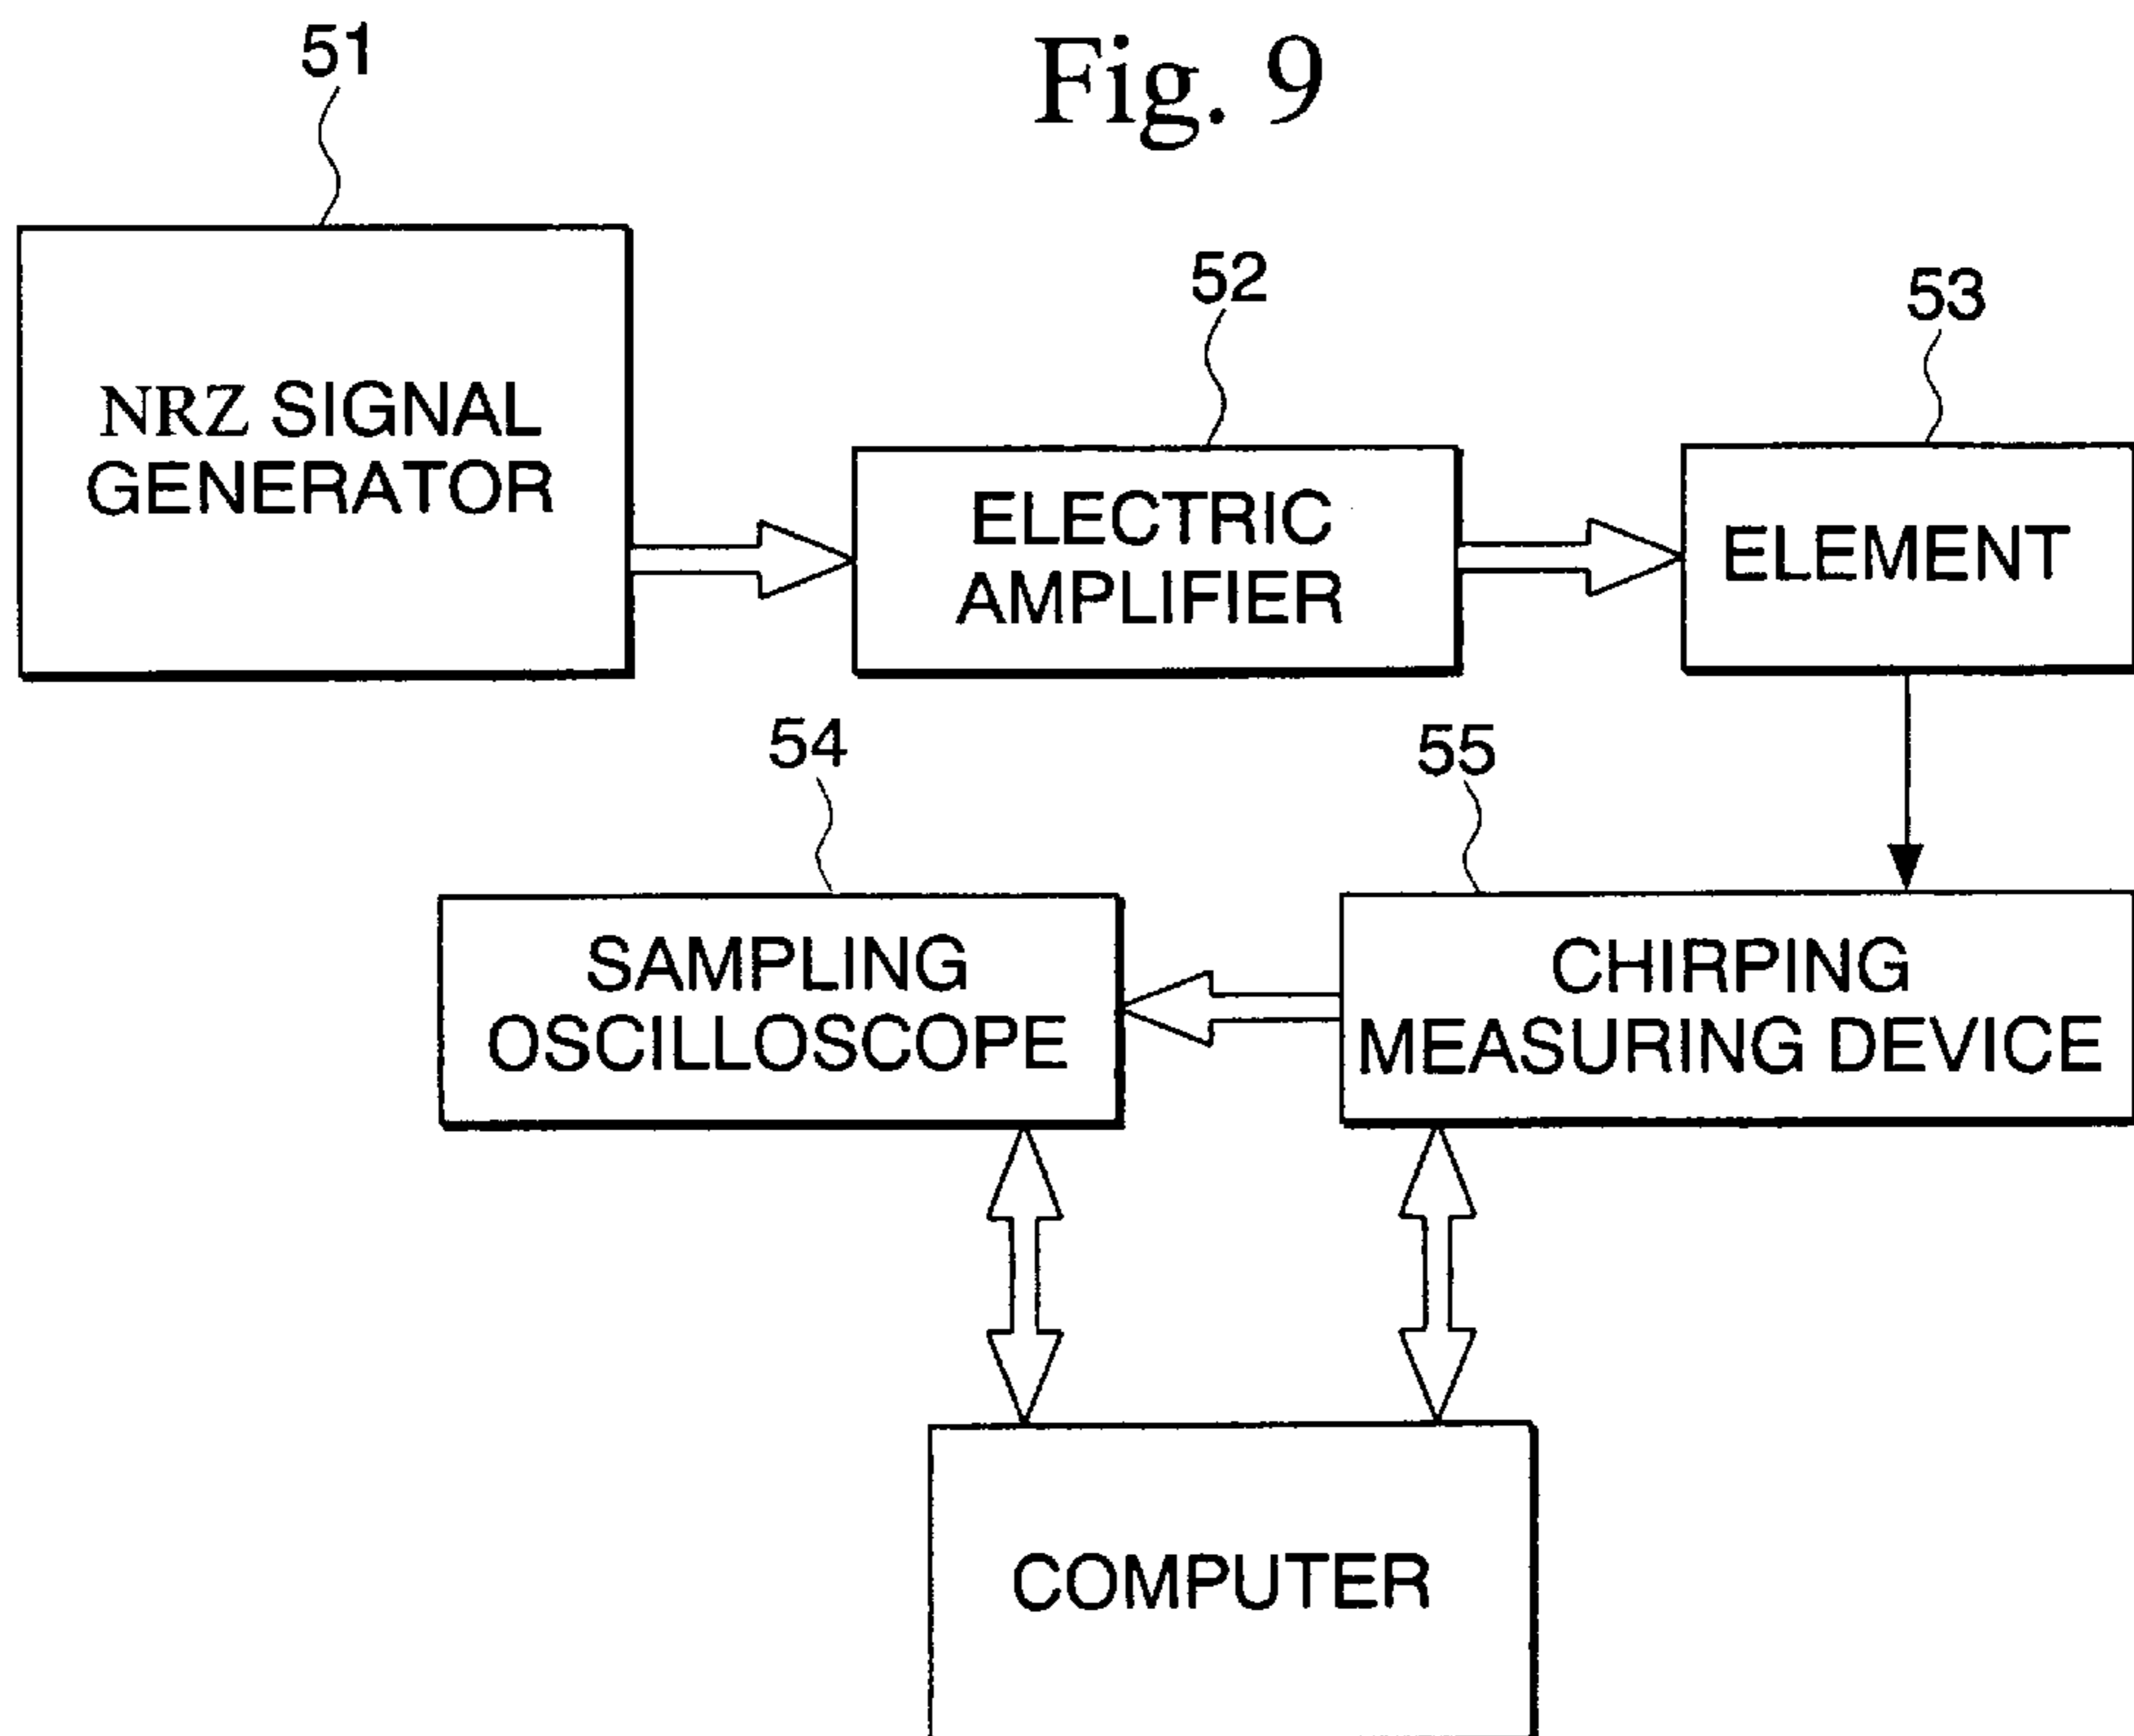 Fig. 9
51
NRZ SIGNAL
GENERATOR
52
ELECTRIC
AMPLIFIER
53
ELEMENT
54
SAMPLING
OSCILLOSCOPE
55
CHIRPING
MEASURING DEVICE
COMPUTER